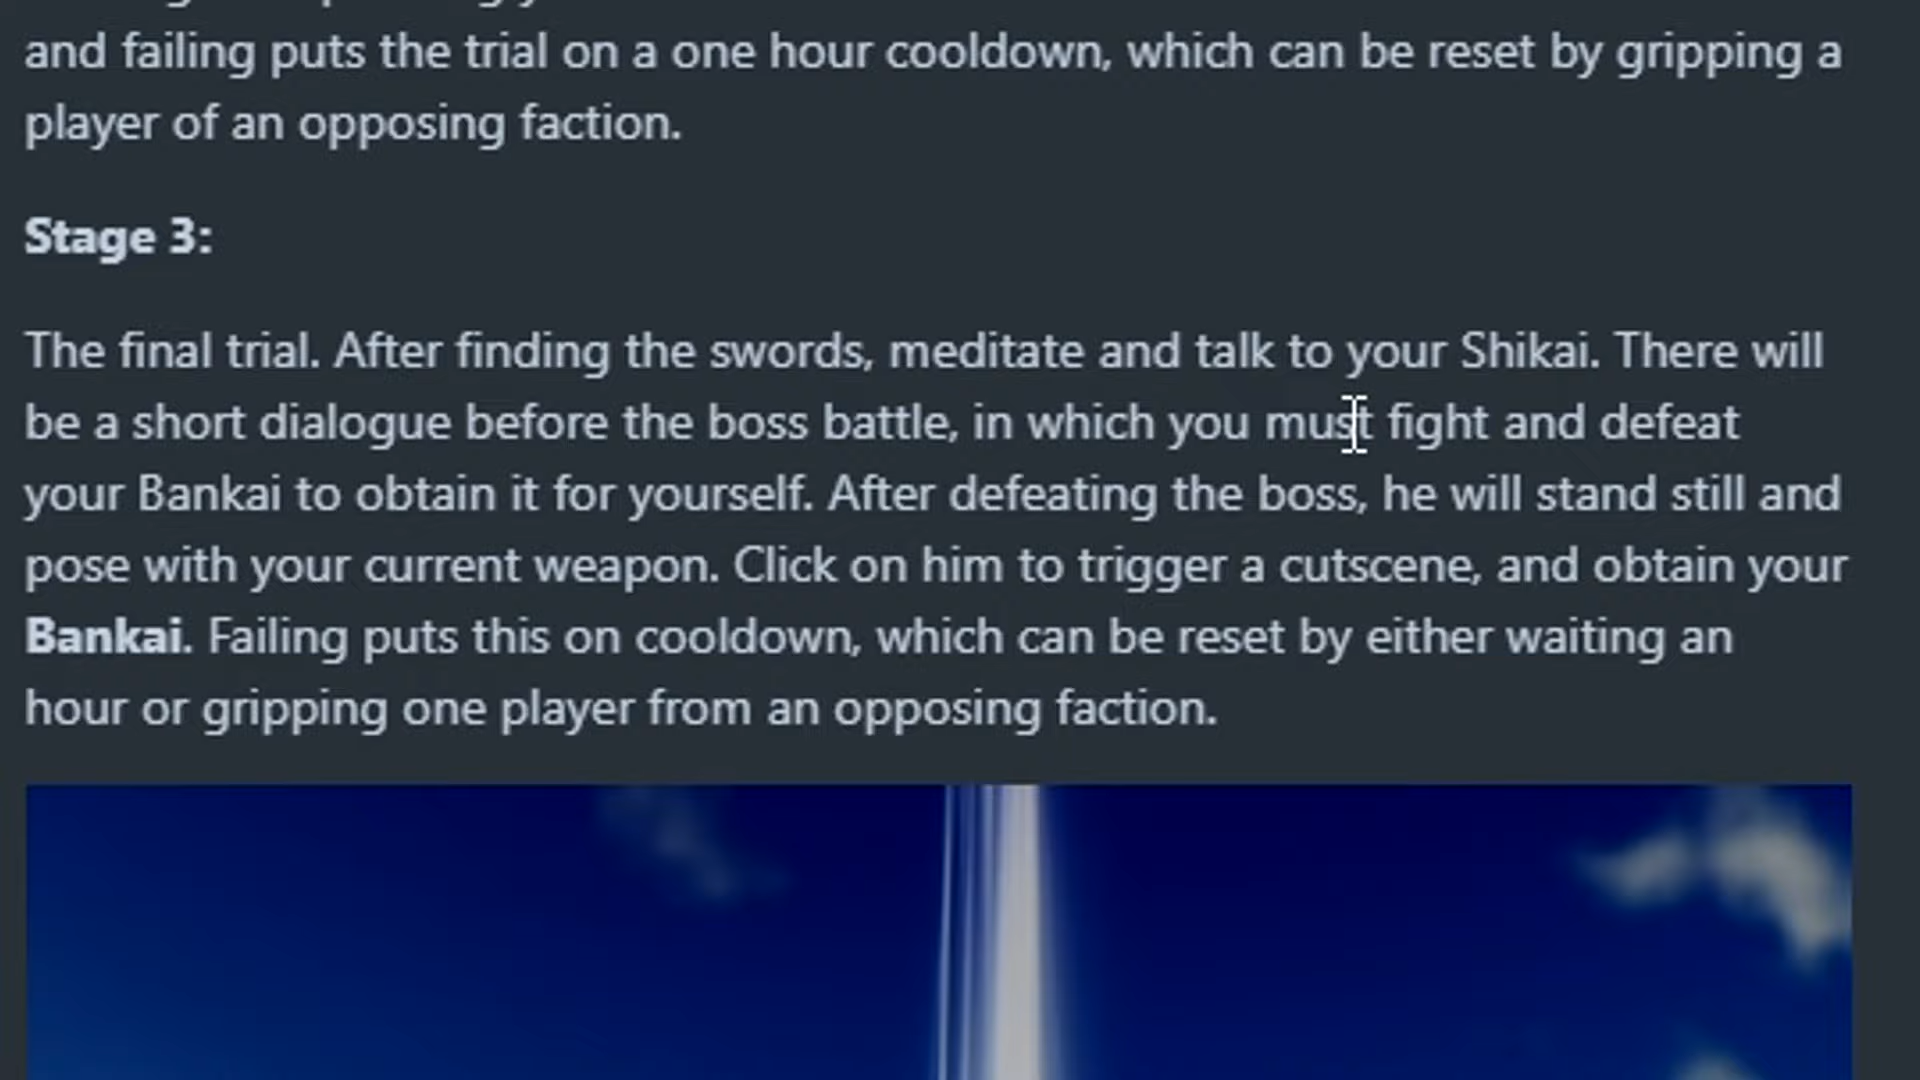 and failing puts the trial on a one hour cooldown, which can be reset by gripping a
player of an opposing faction.
Stage 3:
The final trial. After finding the swords, meditate and talk to your Shikai. There will
be a short dialogue before the boss battle, in which you must fight and defeat
your Bankai to obtain it for yourself. After defeating the boss, he will stand still and
pose with your current weapon. Click on him to trigger a cutscene, and obtain your
Bankai. Failing puts this on cooldown, which can be reset by either waiting an
hour or gripping one player from an opposing faction.